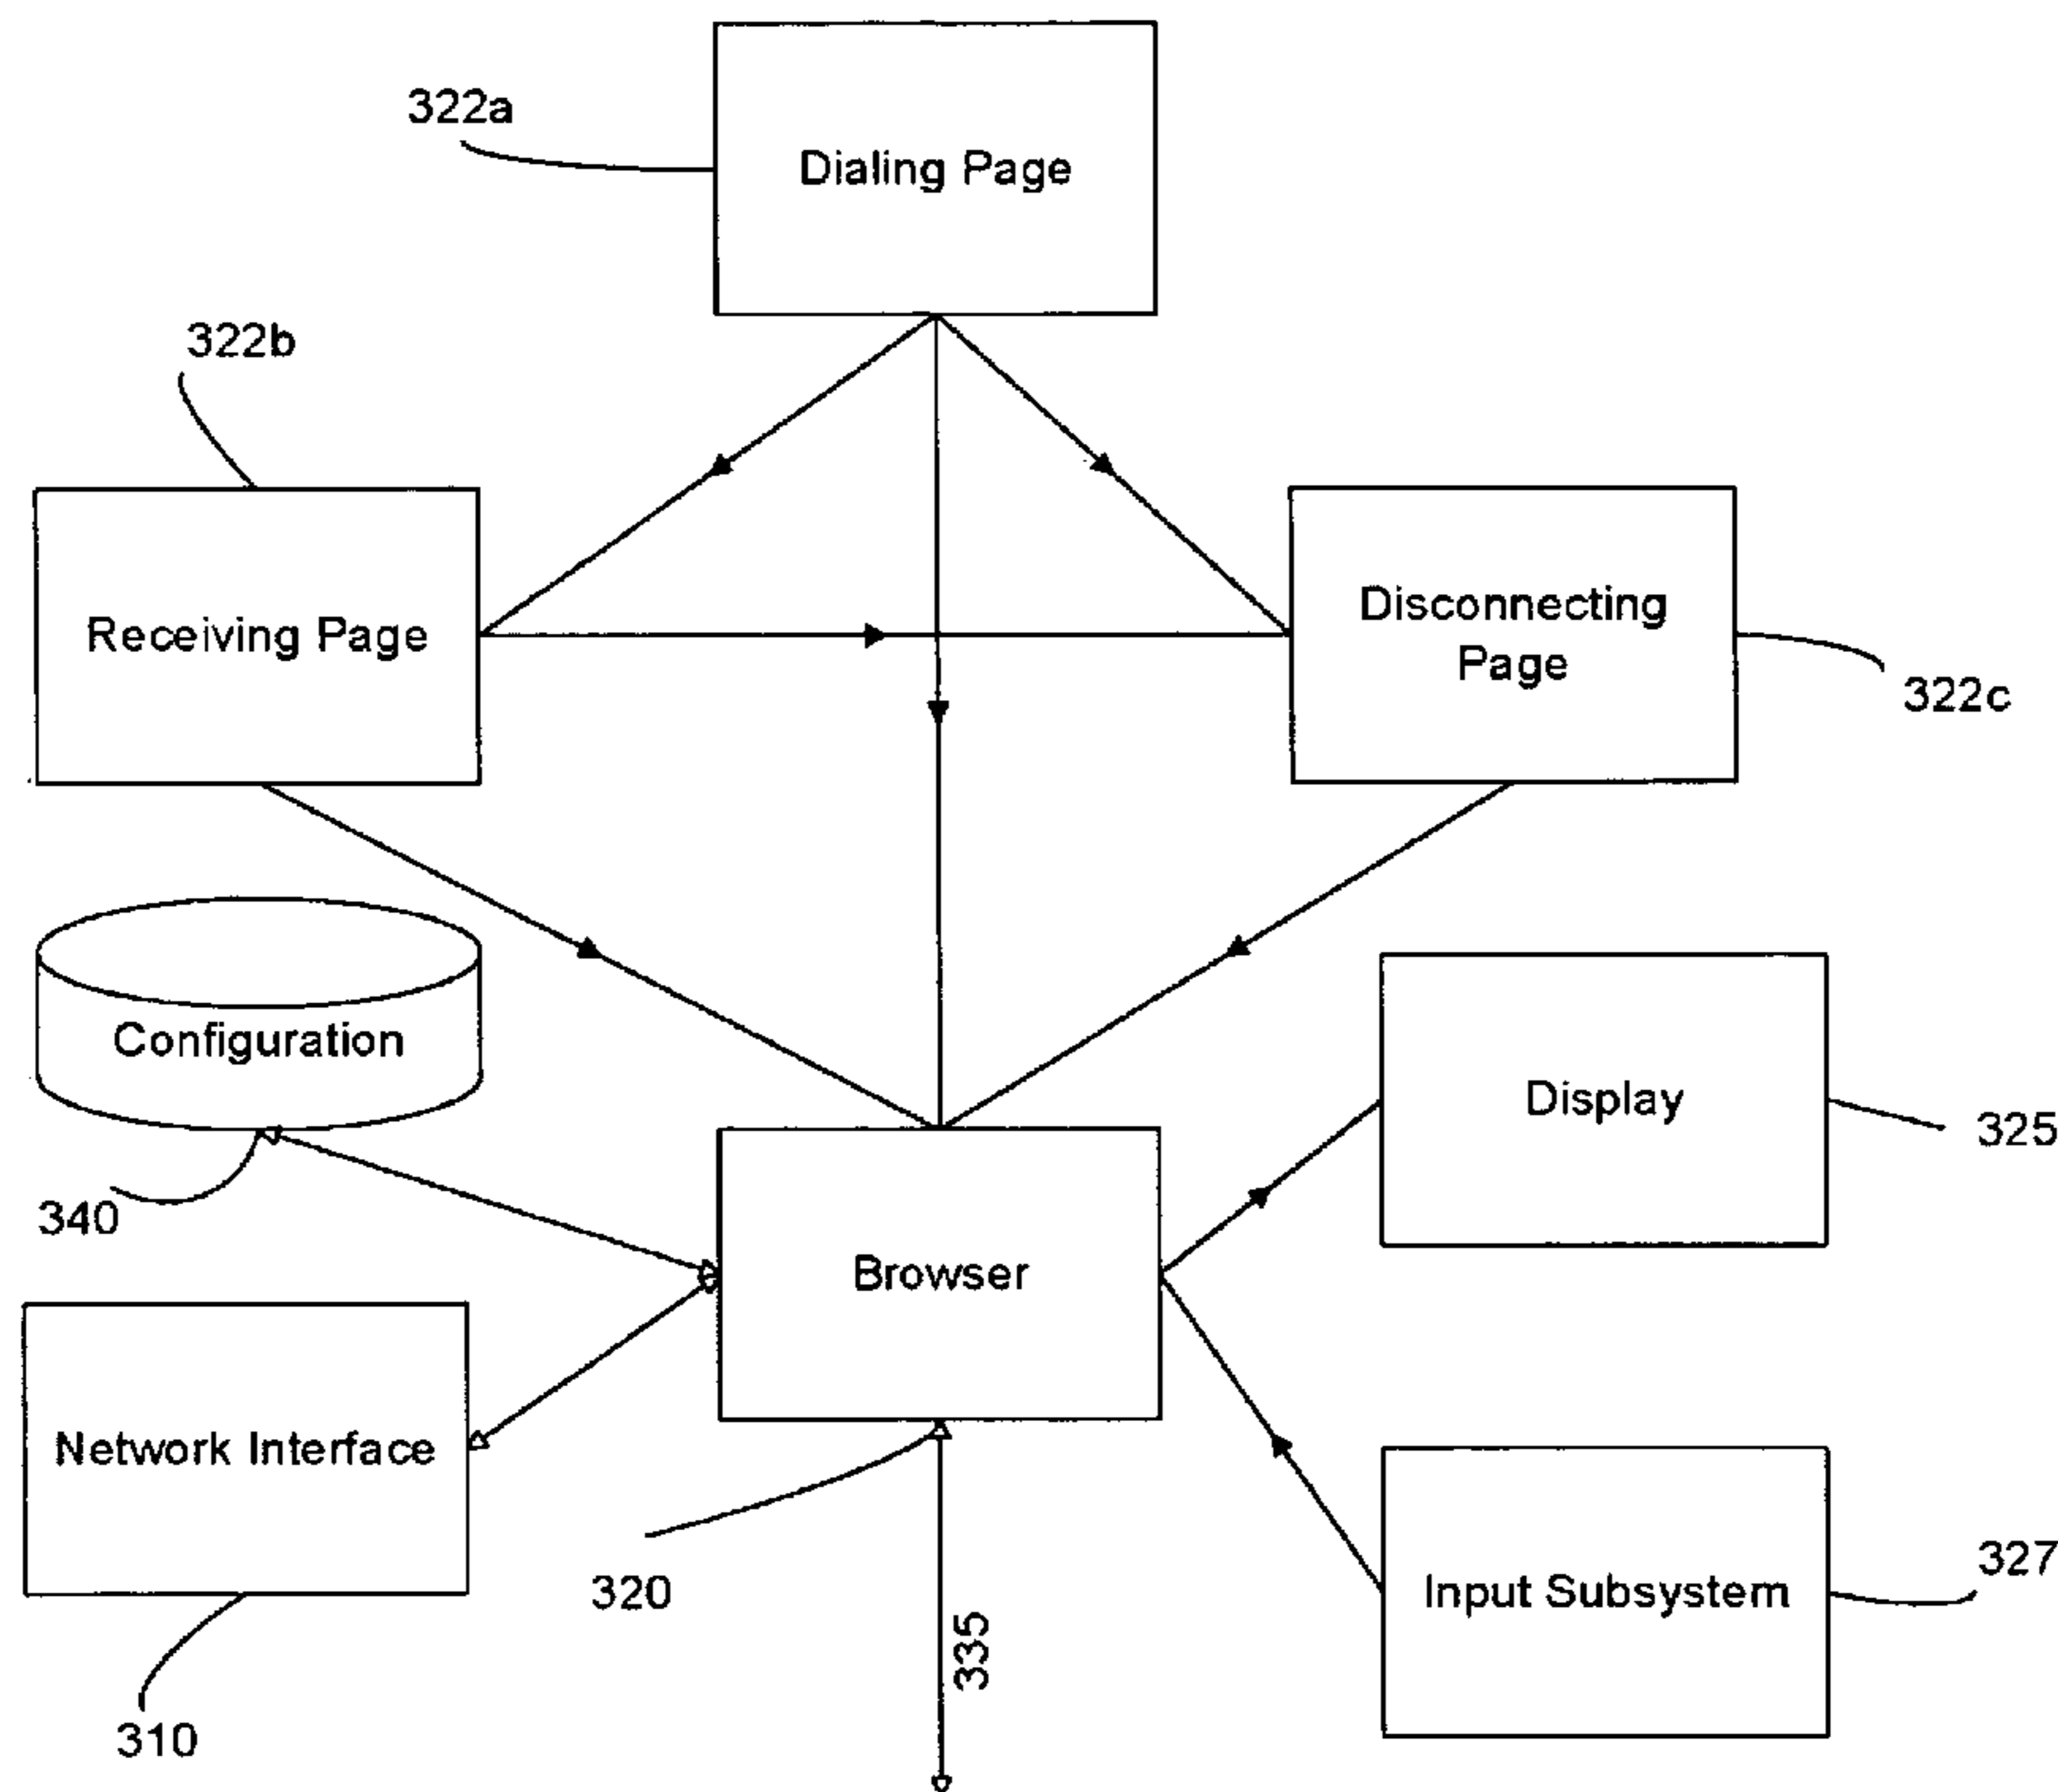 322a
Dialing Page
322b
Receiving Page
Disconnecting
Page
322c
Configuration
Display
325
340
Browser
Network Interface
320
335
327
Input Subsystem
310